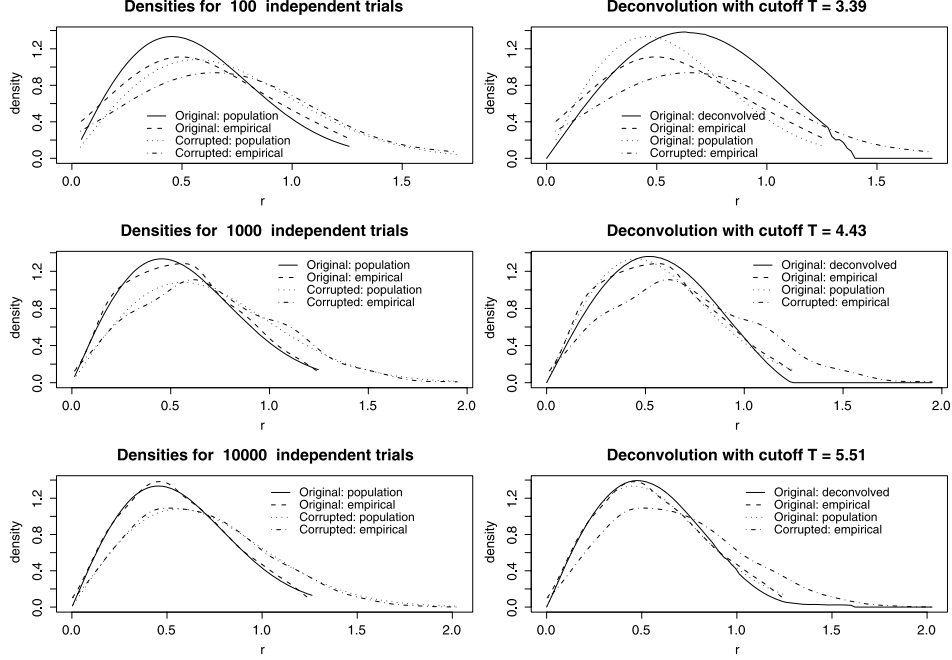 Densities for 100 independent trials
density
0.0 0.4 0.8 1.2
Original: population
Original: empirical
Corrupted: population
Corrupted: empirical
0.0 0.5 1.0 1.5
r
Deconvolution with cutoff T = 3.39
density
0.0 0.4 0.8 1.2
Original: deconvolved
Original: empirical
Original: population
Corrupted: empirical
0.0 0.5 1.0 1.5
r
Densities for 1000 independent trials
density
0.0 0.4 0.8 1.2
Original: population
Original: empirical
Corrupted: population
Corrupted: empirical
0.0 0.5 1.0 1.5 2.0
r
Deconvolution with cutoff T = 4.43
density
0.0 0.4 0.8 1.2
Original: deconvolved
Original: empirical
Original: population
Corrupted: empirical
0.0 0.5 1.0 1.5 2.0
r
Densities for 10000 independent trials
density
0.0 0.4 0.8 1.2
Original: population
Original: empirical
Corrupted: population
Corrupted: empirical
0.0 0.5 1.0 1.5 2.0
r
Deconvolution with cutoff T = 5.51
density
0.0 0.4 0.8 1.2
Original: deconvolved
Original: empirical
Original: population
Corrupted: empirical
0.0 0.5 1.0 1.5 2.0
r